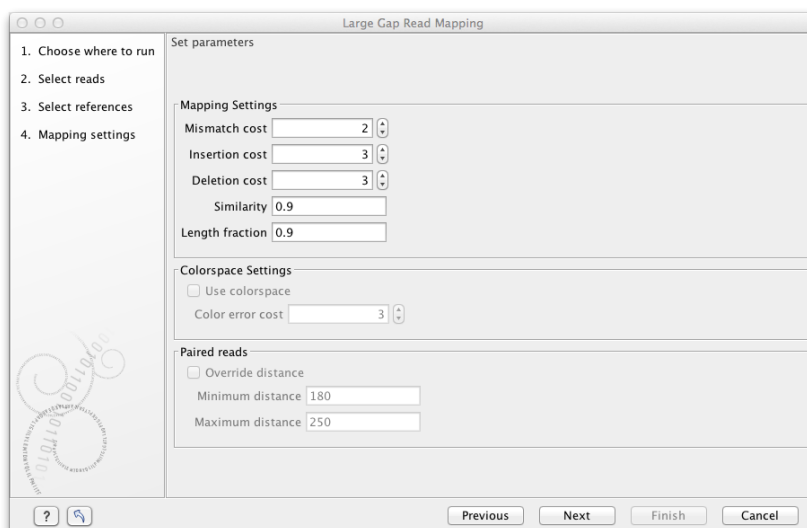 Large Gap Read Mapping
1. Choose where to run
2. Select reads
3. Select references
4. Mapping settings
Set parameters
Mapping Settings
Mismatch cost 2
Insertion cost 3
Deletion cost 3
Similarity 0.9
Length fraction 0.9
Colorspace Settings
Use colorspace
Color error cost 3
Paired reads
Override distance
Minimum distance 180
Maximum distance 250
?
Previous
Next
Finish
Cancel